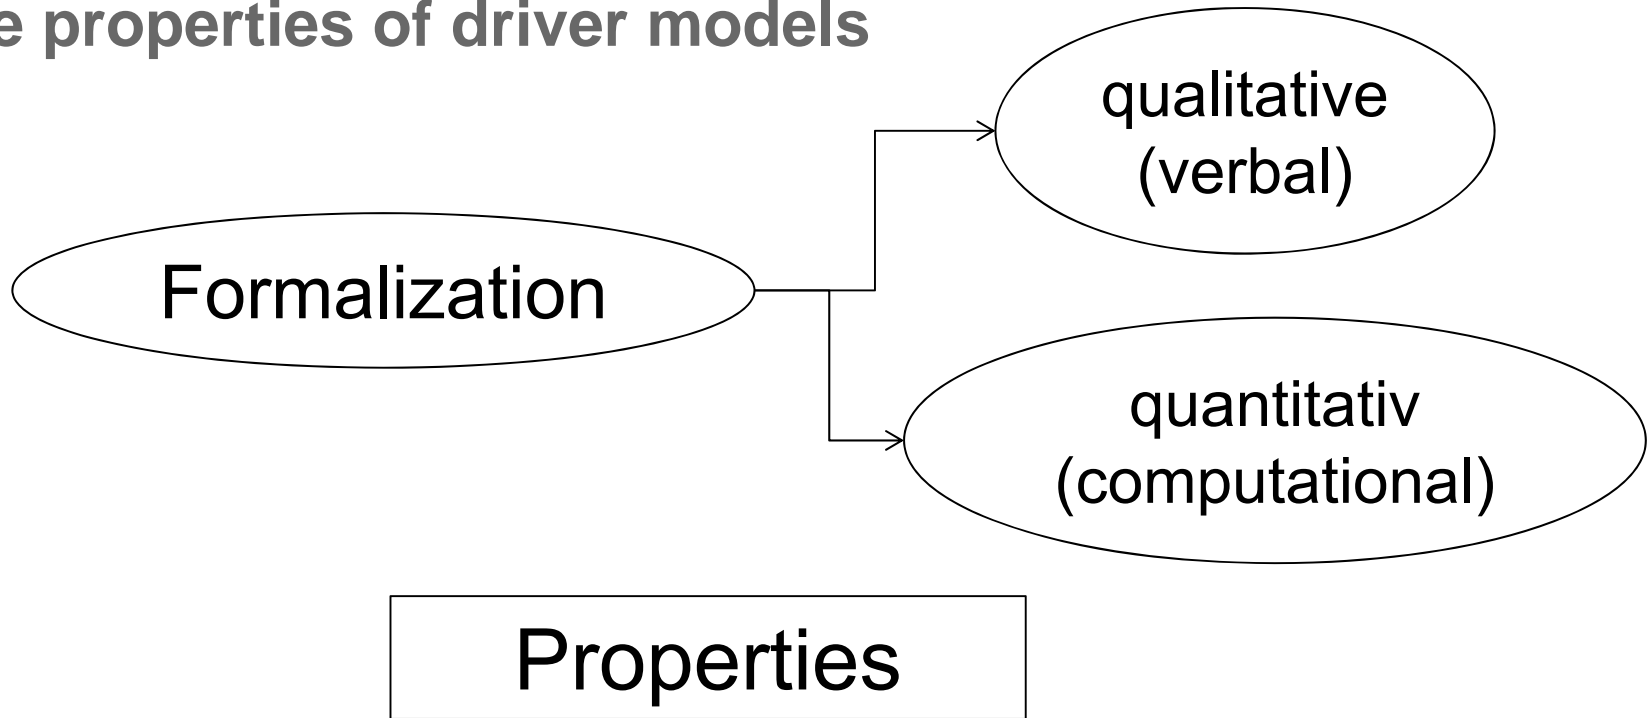 e properties of driver models
qualitative
(verbal)
Formalization
quantitativ
(computational)
Properties